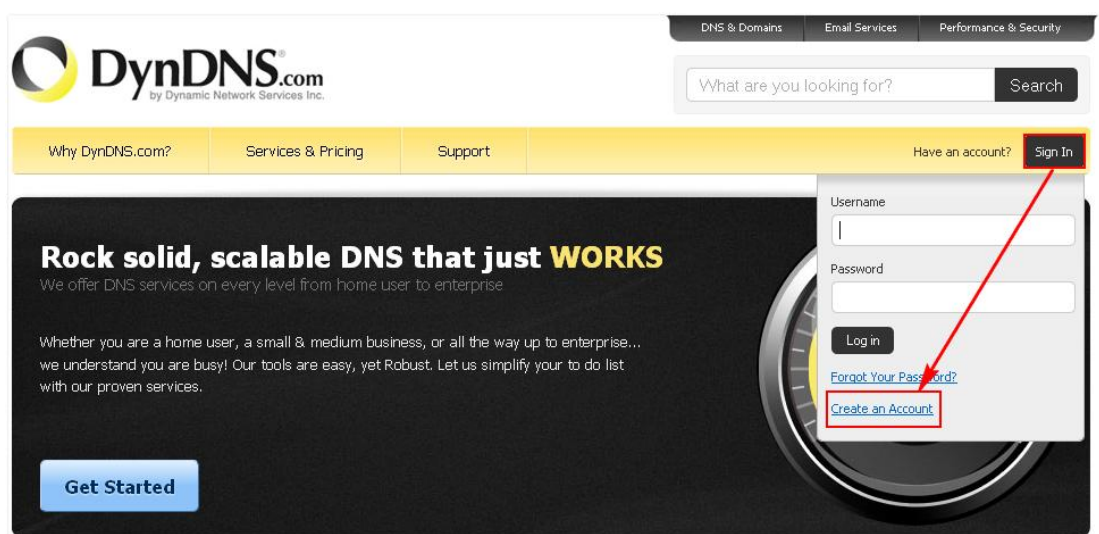 DNS & Domains Email Services Performance & Security
DynDNS.com
by Dynamic Network Services Inc.
What are you looking for? Search
Why DynDNS.com? Services & Pricing Support Have an account? Sign In
Username
Password
Log in
Forgot Your Password?
Create an Account
Rock solid, scalable DNS that just WORKS
We offer DNS services on every level from home user to enterprise
Whether you are a home user, a small & medium business, or all the way up to enterprise...
we understand you are busy! Our tools are easy, yet Robust. Let us simplify your to do list
with our proven services.
Get Started